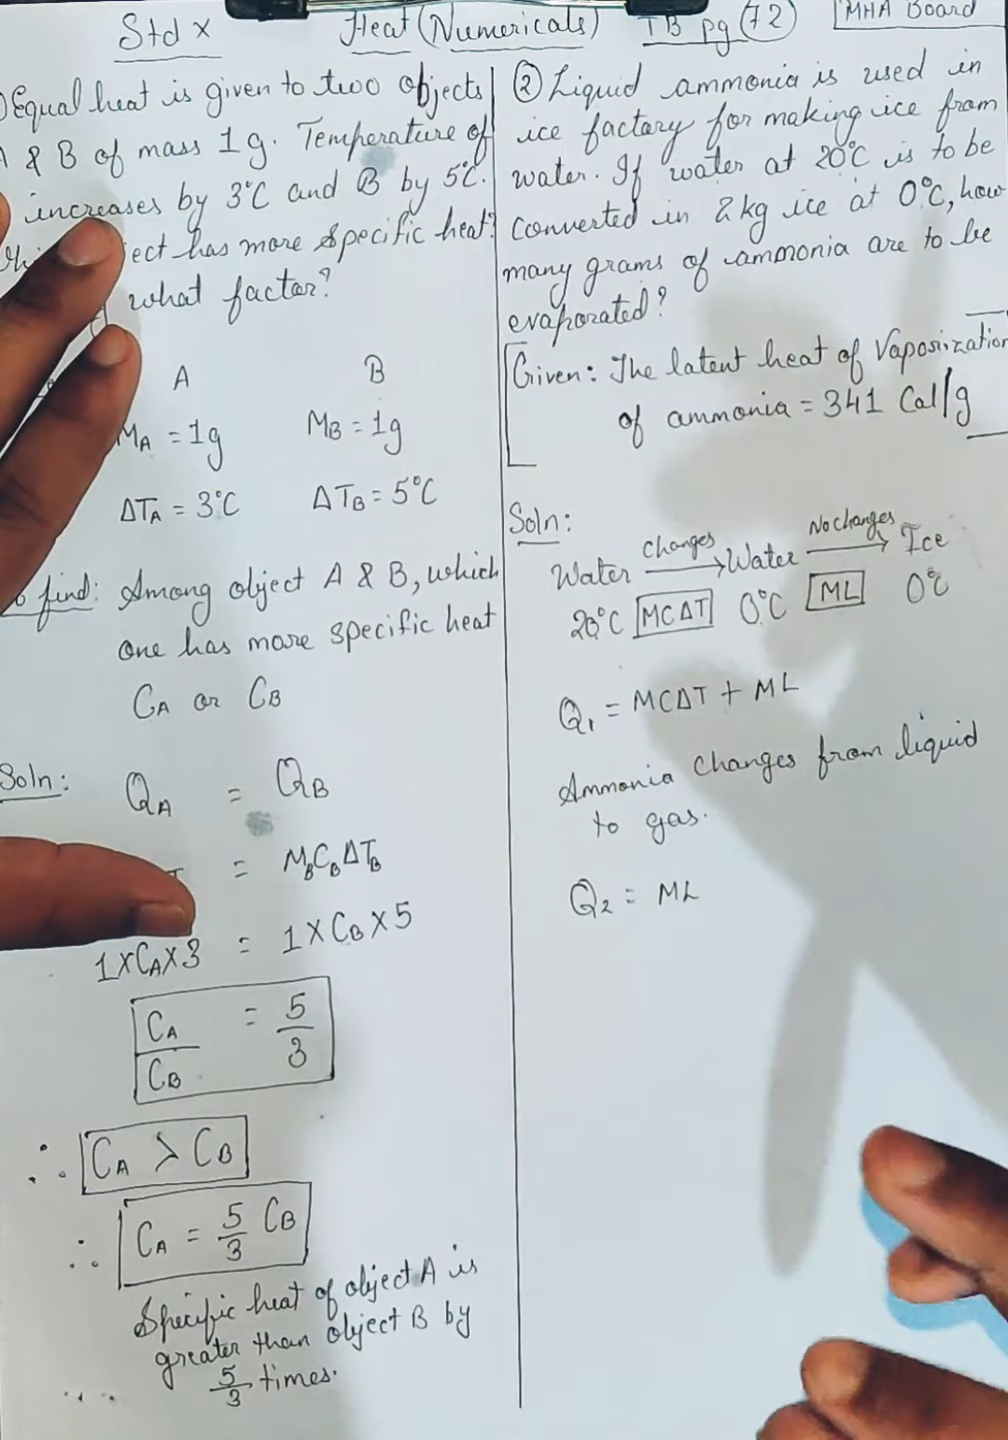 Std X
Heat (Numericals)
TB pg (72)
MHA Board
Equal heat is given to two objects
& B of mass 1g. Temperature of
increases by 3°C and B by 5°C.
ect has more specific heat?
what factor?
A B
MA = 1g MB = 1g
ΔTA = 3°C ΔTB = 5°C
find: Among object A & B, which
one has more specific heat
CA or CB
Soln: QA = QB
= MBCBΔTB
1XCAX3 = 1XCBX5
CA/CB = 5/3
∴ CA > CB
∴ CA = 5/3 CB
Specific heat of object A is
greater than object B by
5/3 times.
② Liquid ammonia is used in
ice factory for making ice from
water. If water at 20°C is to be
converted in 2kg ice at 0°C, how
many grams of ammonia are to be
evaporated?
Given: The latent heat of Vaporization
of ammonia = 341 Cal/g
Soln:
Water Changes → Water No changes → Ice
20°C MCΔT 0°C ML 0°C
Q1 = MCΔT + ML
Ammonia changes from liquid
to gas.
Q2 = ML